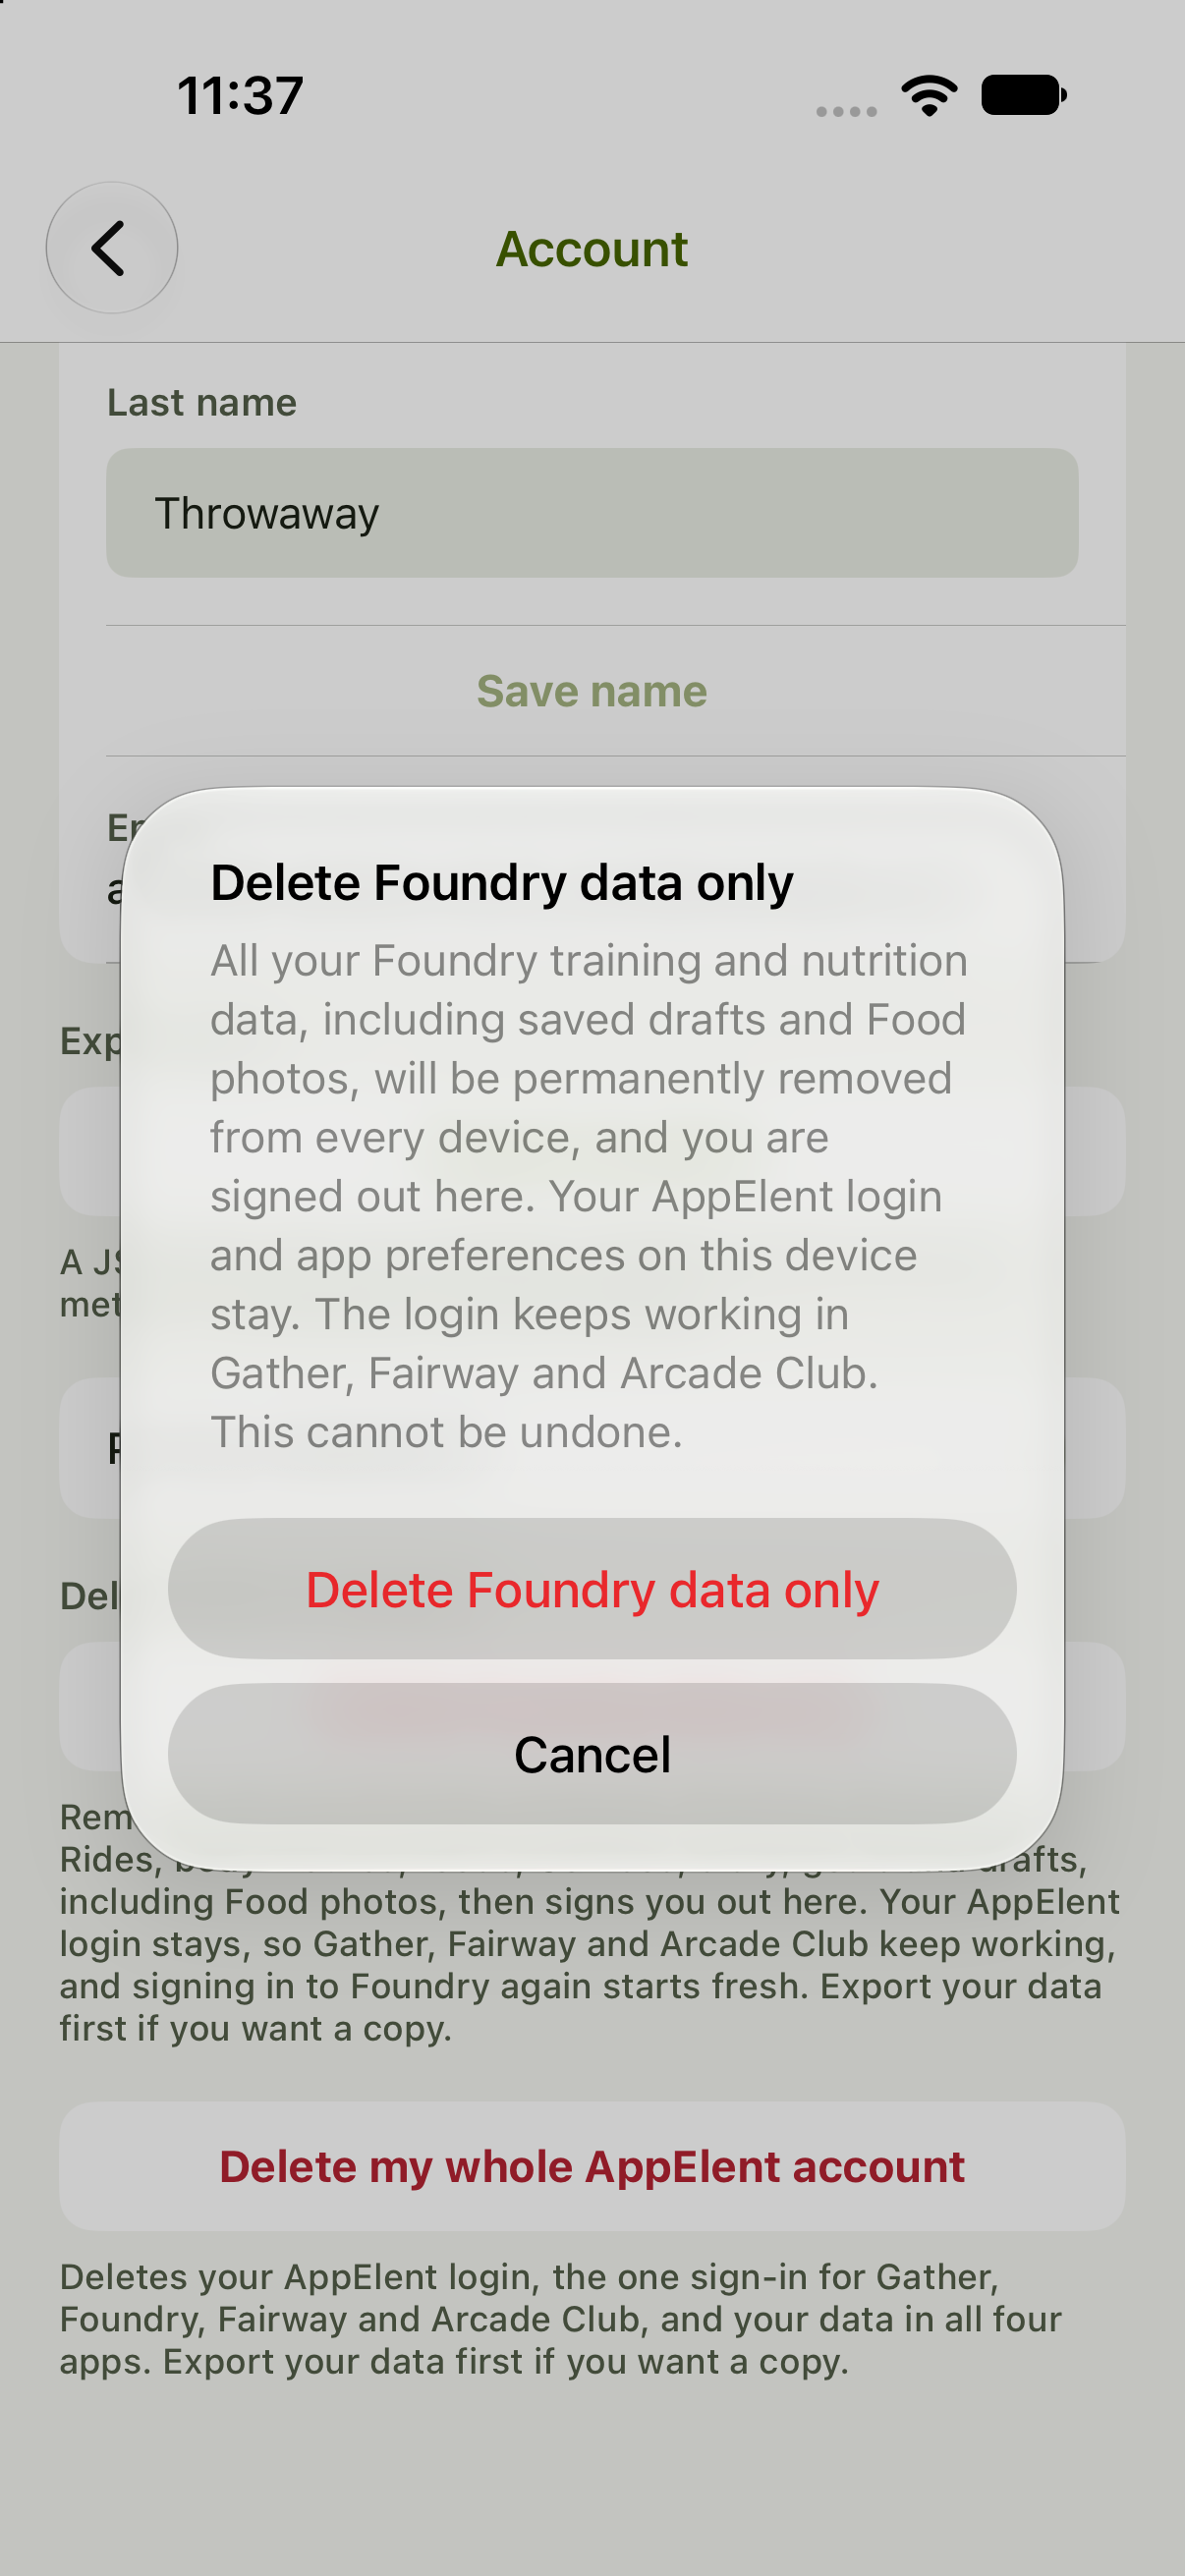 11:37
Account
Last name
Throwaway
Save name
Delete Foundry data only
All your Foundry training and nutrition
data, including saved drafts and Food
photos, will be permanently removed
from every device, and you are
signed out here. Your AppElent login
and app preferences on this device
stay. The login keeps working in
Gather, Fairway and Arcade Club.
This cannot be undone.
Delete Foundry data only
Cancel
Rides,
including Food photos, then signs you out here. Your AppElent
login stays, so Gather, Fairway and Arcade Club keep working,
and signing in to Foundry again starts fresh. Export your data
first if you want a copy.
Delete my whole AppElent account
Deletes your AppElent login, the one sign-in for Gather,
Foundry, Fairway and Arcade Club, and your data in all four
apps. Export your data first if you want a copy.